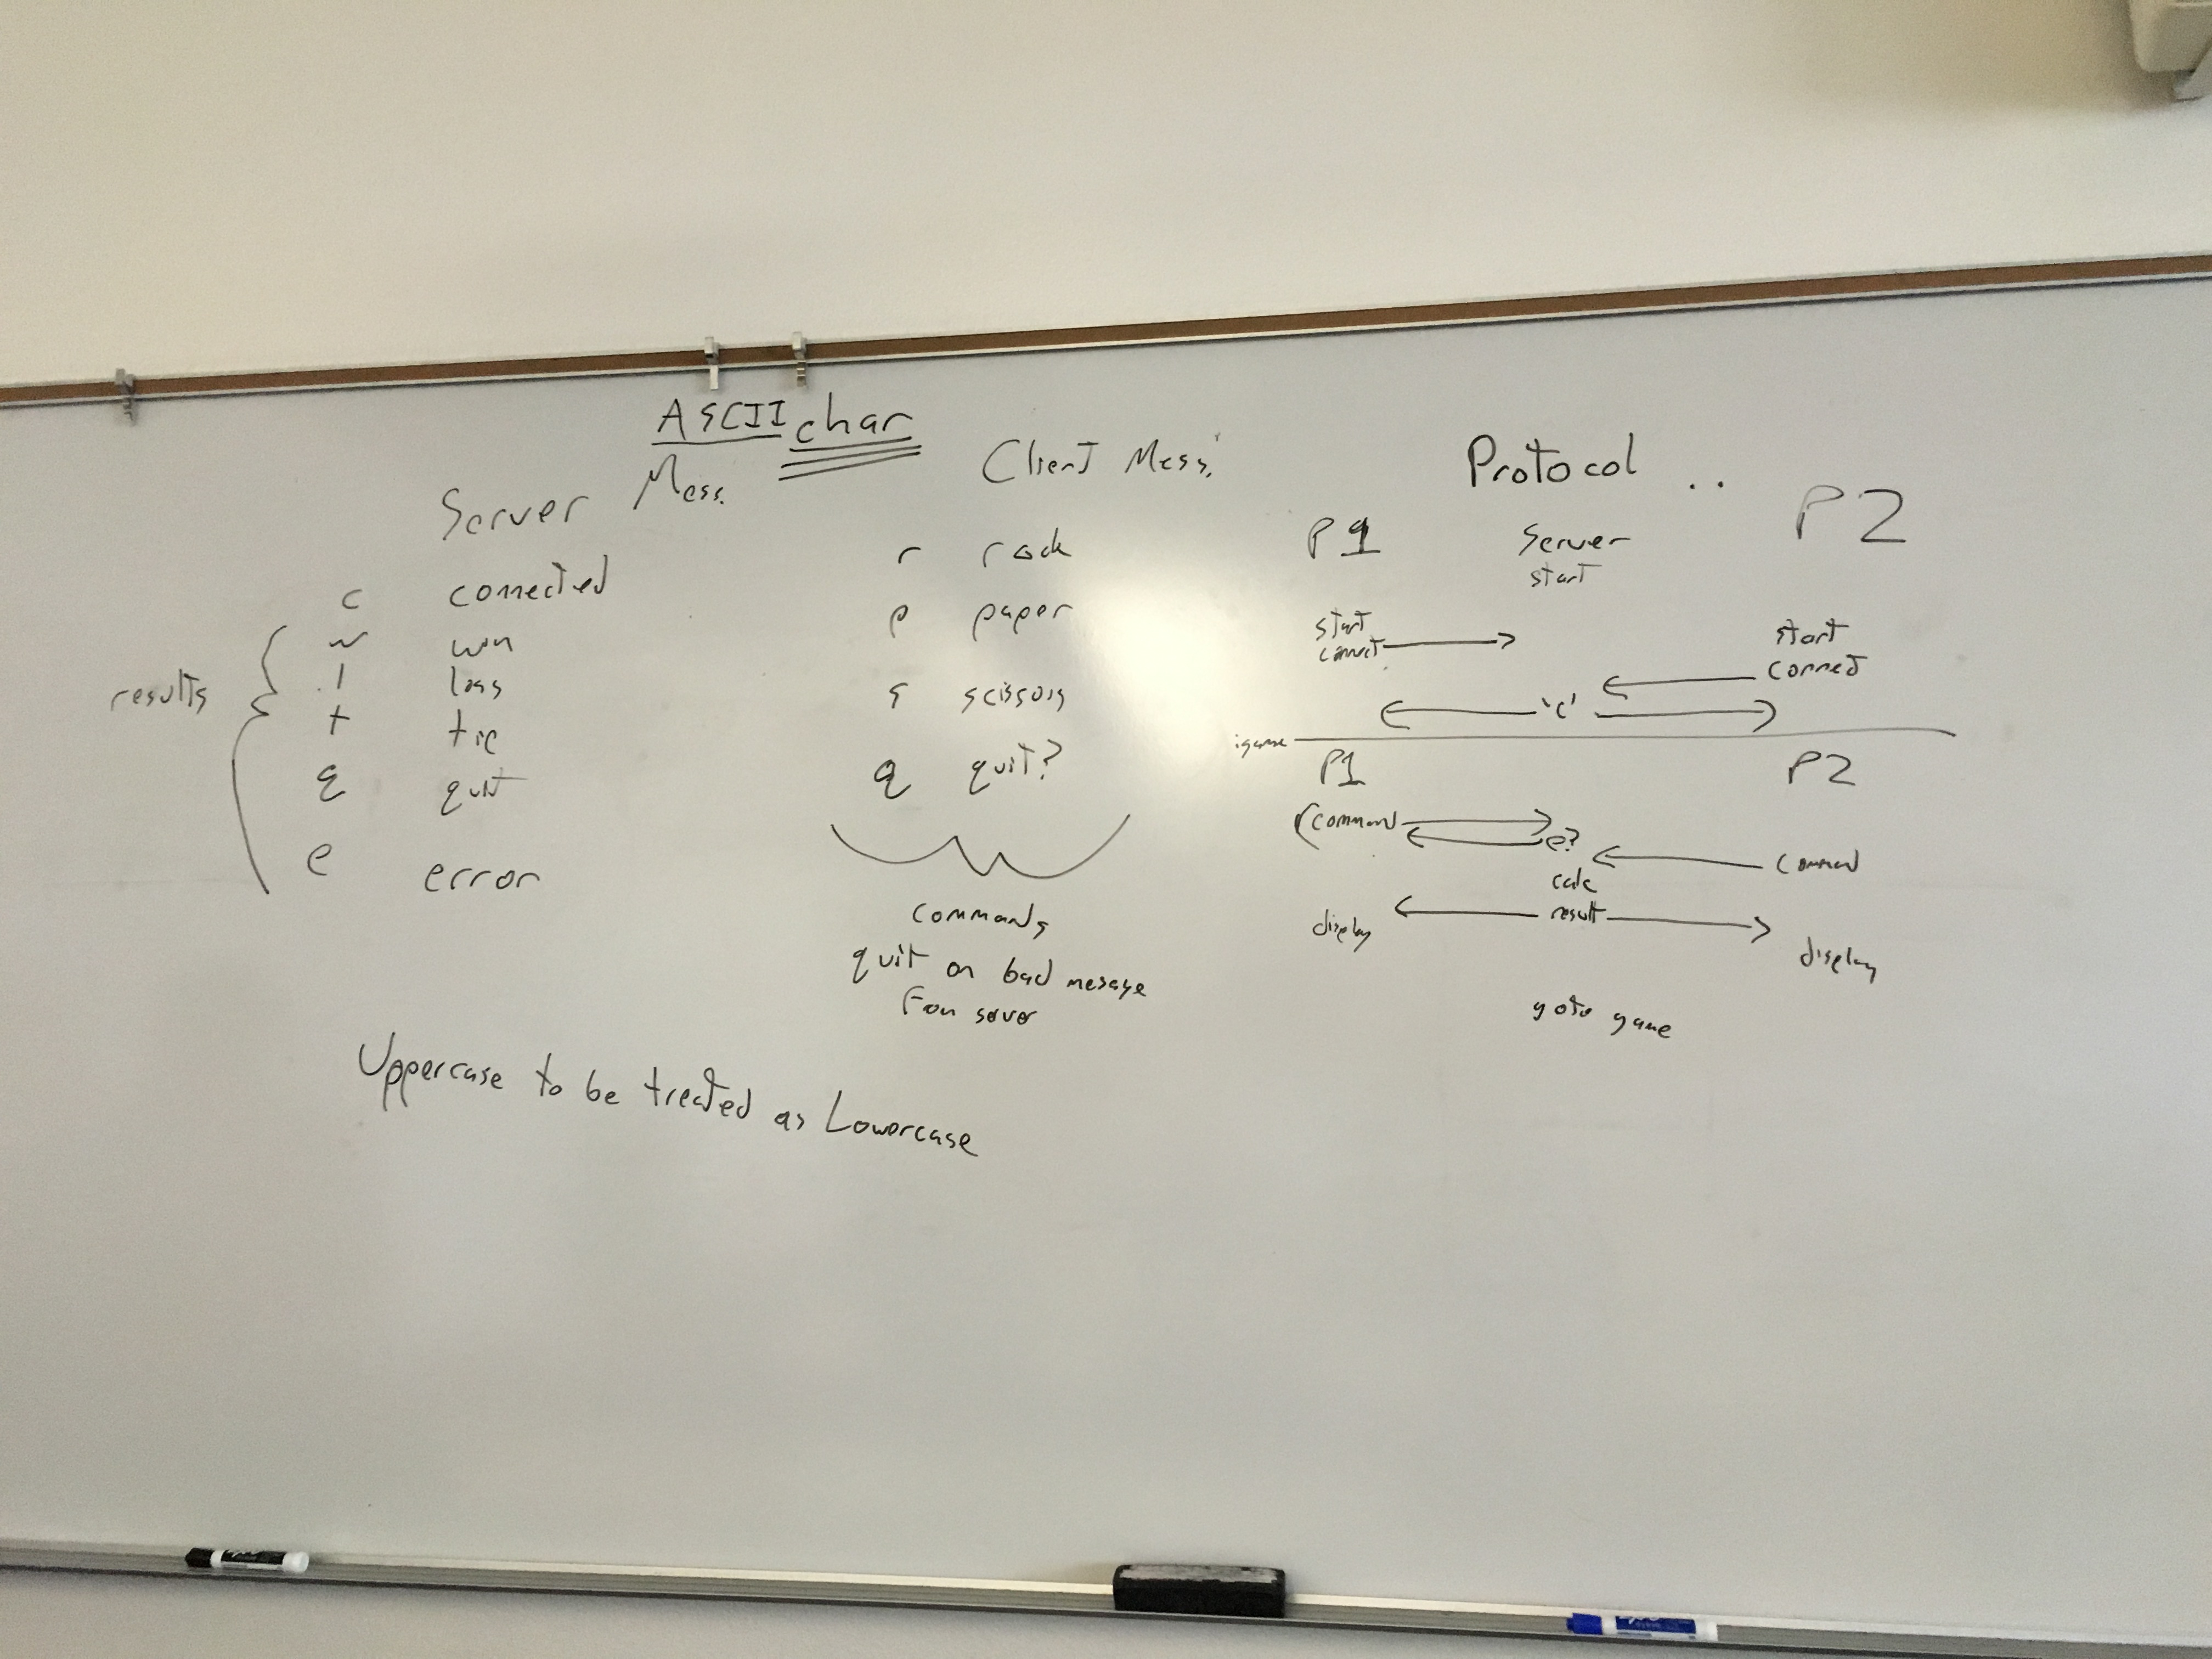 ASCII char
Server Mess.
c connected
w win
l loss
t tie
q quit
e error
results
Client Mess.
r rock
p paper
s scissors
q quit?
commands
quit on bad message
From server
Uppercase to be treated as Lowercase
Protocol ..
P1 Server P2
start
start start
connect connect
'c'
game
P1 P2
command e? command
calc
display result display
goto game